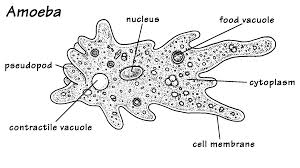 Amoeba
nucleus
food vacuole
pseudopod
cytoplasm
contractile vacuole
cell membrane